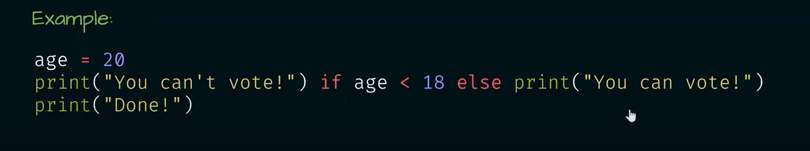 Example:
age = 20
print("You can't vote!") if age < 18 else print("You can vote!")
print("Done!")